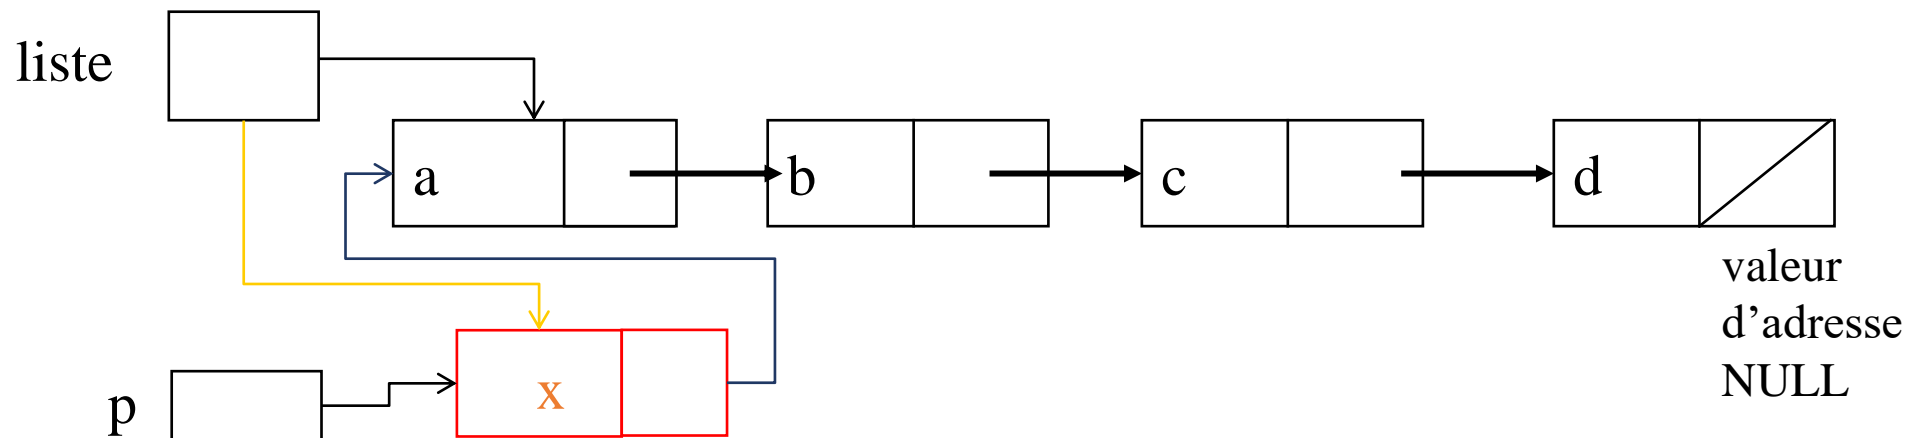 liste
a b c d
valeur
d’adresse
NULL
x
p